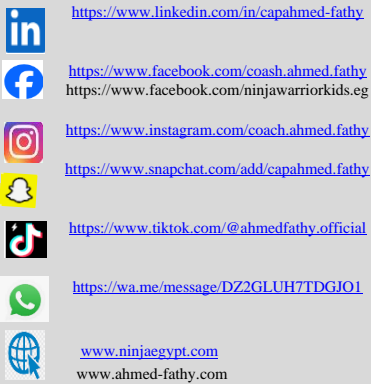 in
https://www.linkedin.com/in/capahmed-fathy
https://www.facebook.com/coash.ahmed.fathy
https://www.facebook.com/ninjawarriorkids.eg
https://www.instagram.com/coach.ahmed.fathy
https://www.snapchat.com/add/capahmed.fathy
https://www.tiktok.com/@ahmedfathy.official
https://wa.me/message/DZ2GLUH7TDGJO1
www.ninjaegypt.com
www.ahmed-fathy.com